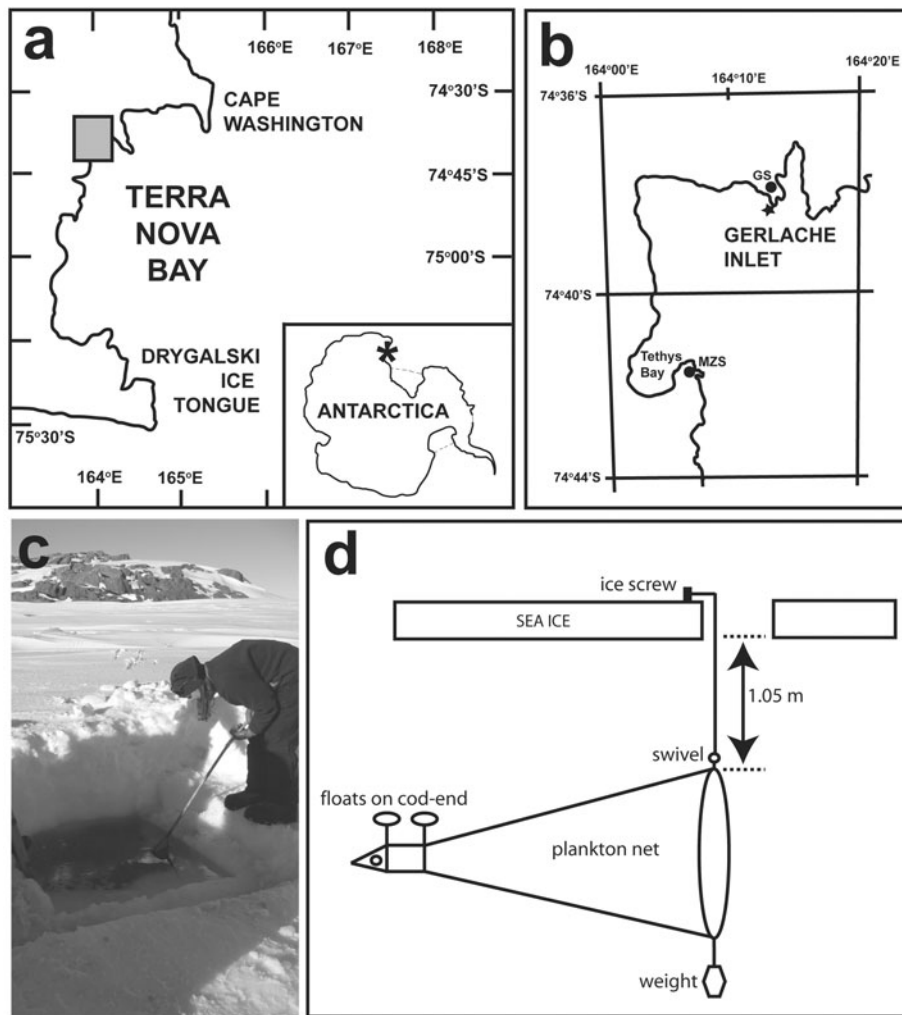 a
166°E
167°E
168°E
CAPE
WASHINGTON
74°30'S
74°45'S
75°00'S
TERRA
NOVA
BAY
DRYGALSKI
ICE
TONGUE
75°30'S
164°E
165°E
ANTARCTICA
b
164°00'E
164°10'E
164°20'E
74°36'S
GS
GERLACHE
INLET
74°40'S
Tethys
Bay
MZS
74°44'S
c
d
ice screw
SEA ICE
1.05 m
swivel
floats on cod-end
plankton net
weight